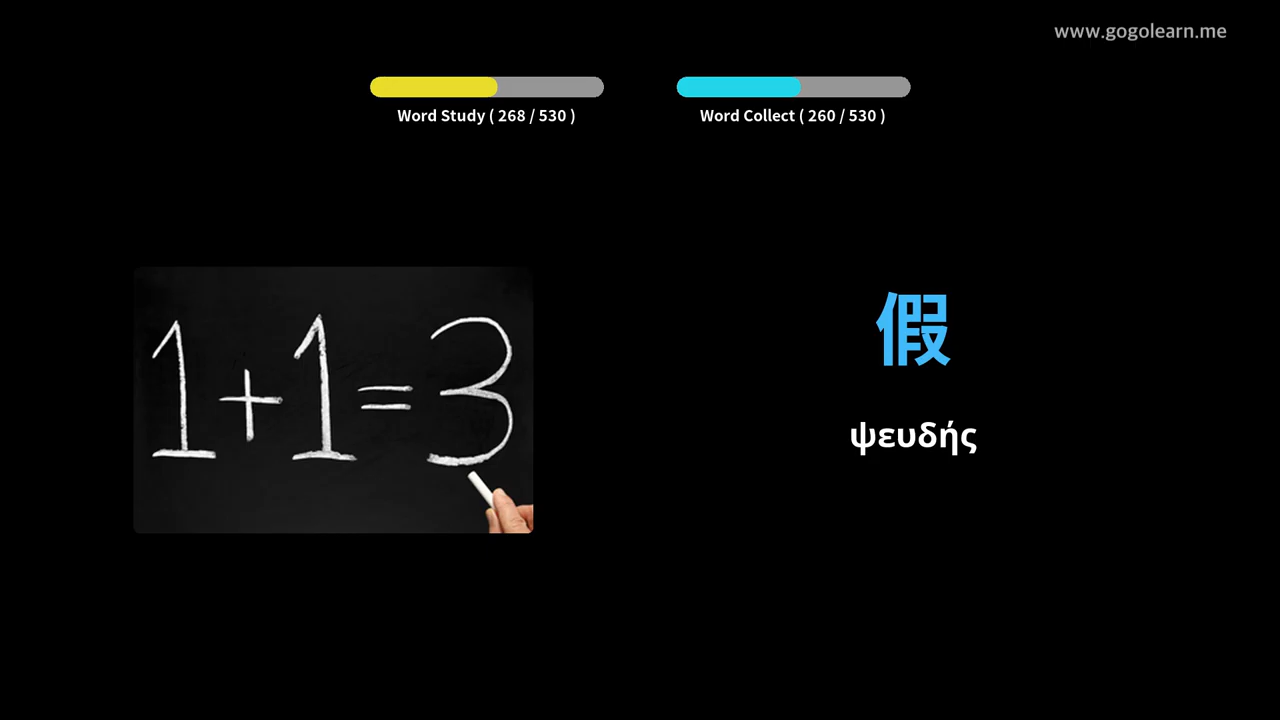 www.gogolearn.me
Word Study ( 268 / 530 )
Word Collect ( 260 / 530 )
1+1=3
假
ψευδής